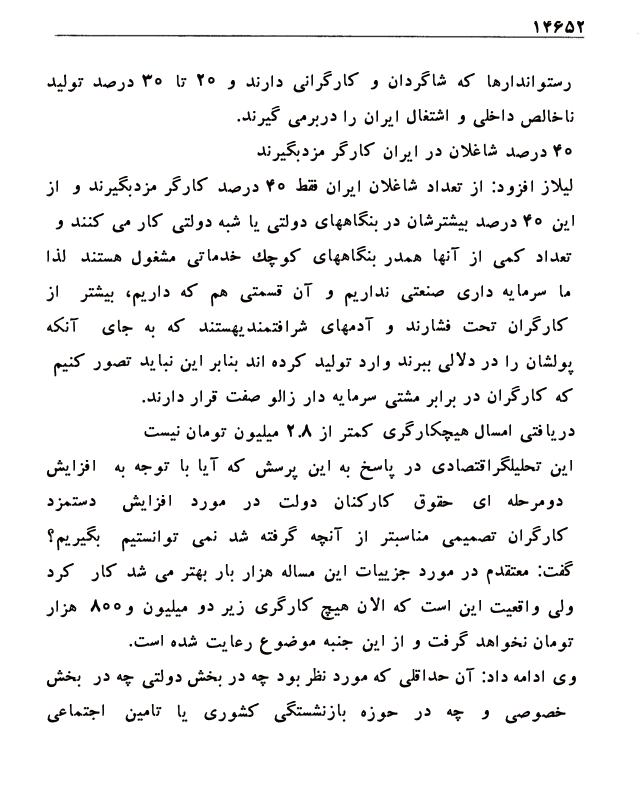 ۱۴۶۵۲
رستواندارها که شاگردان و کارگرانی دارند و ۲۰ تا ۳۰ درصد تولید
ناخالص داخلی و اشتغال ایران را دربرمی گیرند.
۴۰ درصد شاغلان در ایران کارگر مزدبگیرند
لیلاز افزود: از تعداد شاغلان ایران فقط ۴۰ درصد کارگر مزدبگیرند و از
این ۴۰ درصد بیشترشان در بنگاههای دولتی یا شبه دولتی کار می کنند و
تعداد کمی از آنها همدر بنگاههای کوچك خدماتی مشغول هستند لذا
ما سرمایه داری صنعتی نداریم و آن قسمتی هم که داریم، بیشتر از
کارگران تحت فشارند و آدمهای شرافتمندیهستند که به جای آنکه
پولشان را در دلالی ببرند وارد تولید کرده اند بنابر این نباید تصور کنیم
که کارگران در برابر مشتی سرمایه دار زالو صفت قرار دارند.
دریافتی امسال هیچکارگری کمتر از ۲.۸ میلیون تومان نیست
این تحلیلگراقتصادی در پاسخ به این پرسش که آیا با توجه به افزایش
دومرحله ای حقوق کارکنان دولت در مورد افزایش دستمزد
کارگران تصمیمی مناسبتر از آنچه گرفته شد نمی توانستیم بگیریم؟
گفت: معتقدم در مورد جزییات این مساله هزار بار بهتر می شد کار کرد
ولی واقعیت این است که الان هیچ کارگری زیر دو میلیون و۸۰۰ هزار
تومان نخواهد گرفت و از این جنبه موضوع رعایت شده است.
وی ادامه داد: آن حداقلی که مورد نظر بود چه در بخش دولتی چه در بخش
خصوصی و چه در حوزه بازنشستگی کشوری یا تامین اجتماعی